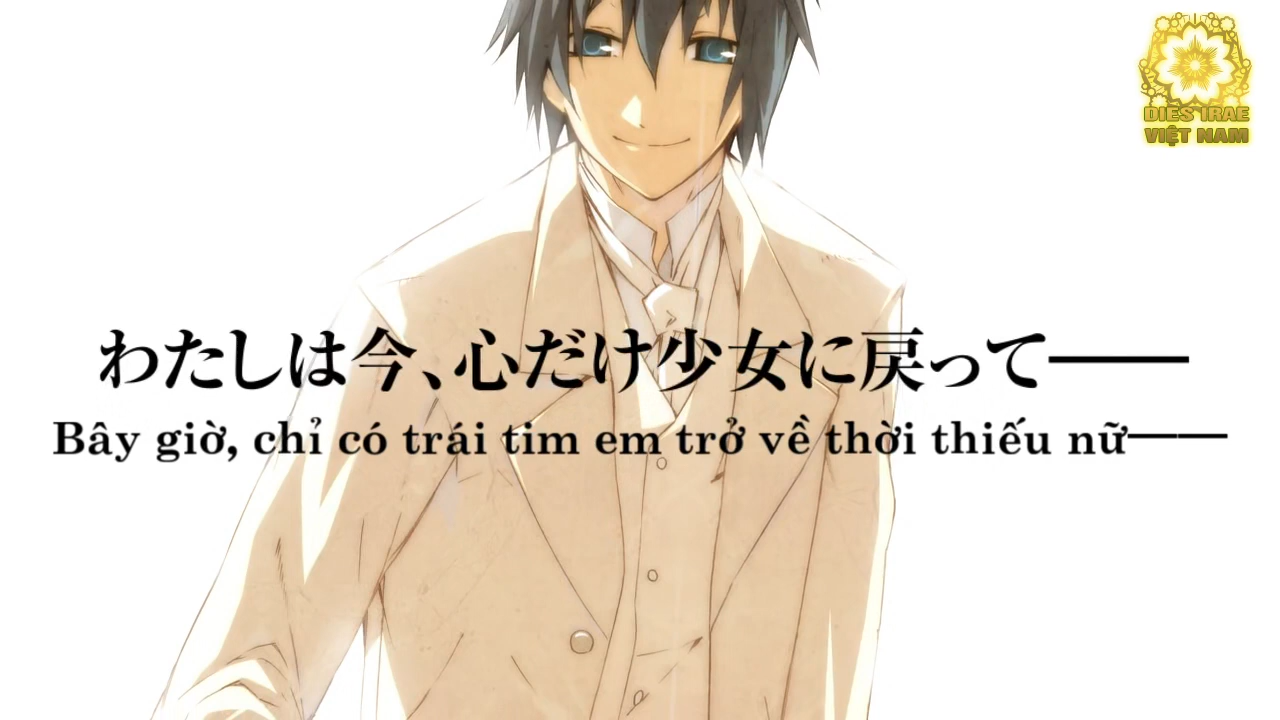 DIES IRAE
VIỆT NAM
わたしは今、心だけ少女に戻って――
Bây giờ, chỉ có trái tim em trở về thời thiếu nữ――